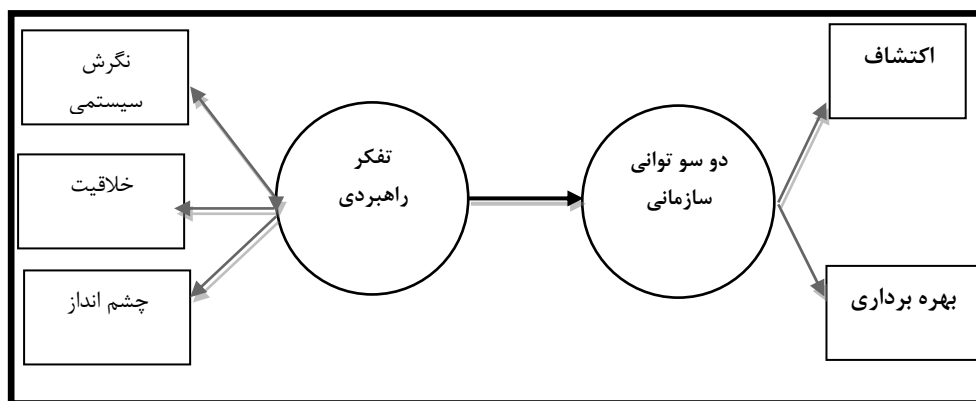 اکتشاف
نگرش
سیستمی
تفکر
راهبردی
دو سو توانی
سازمانی
خلاقیت
چشم انداز
بهره برداری